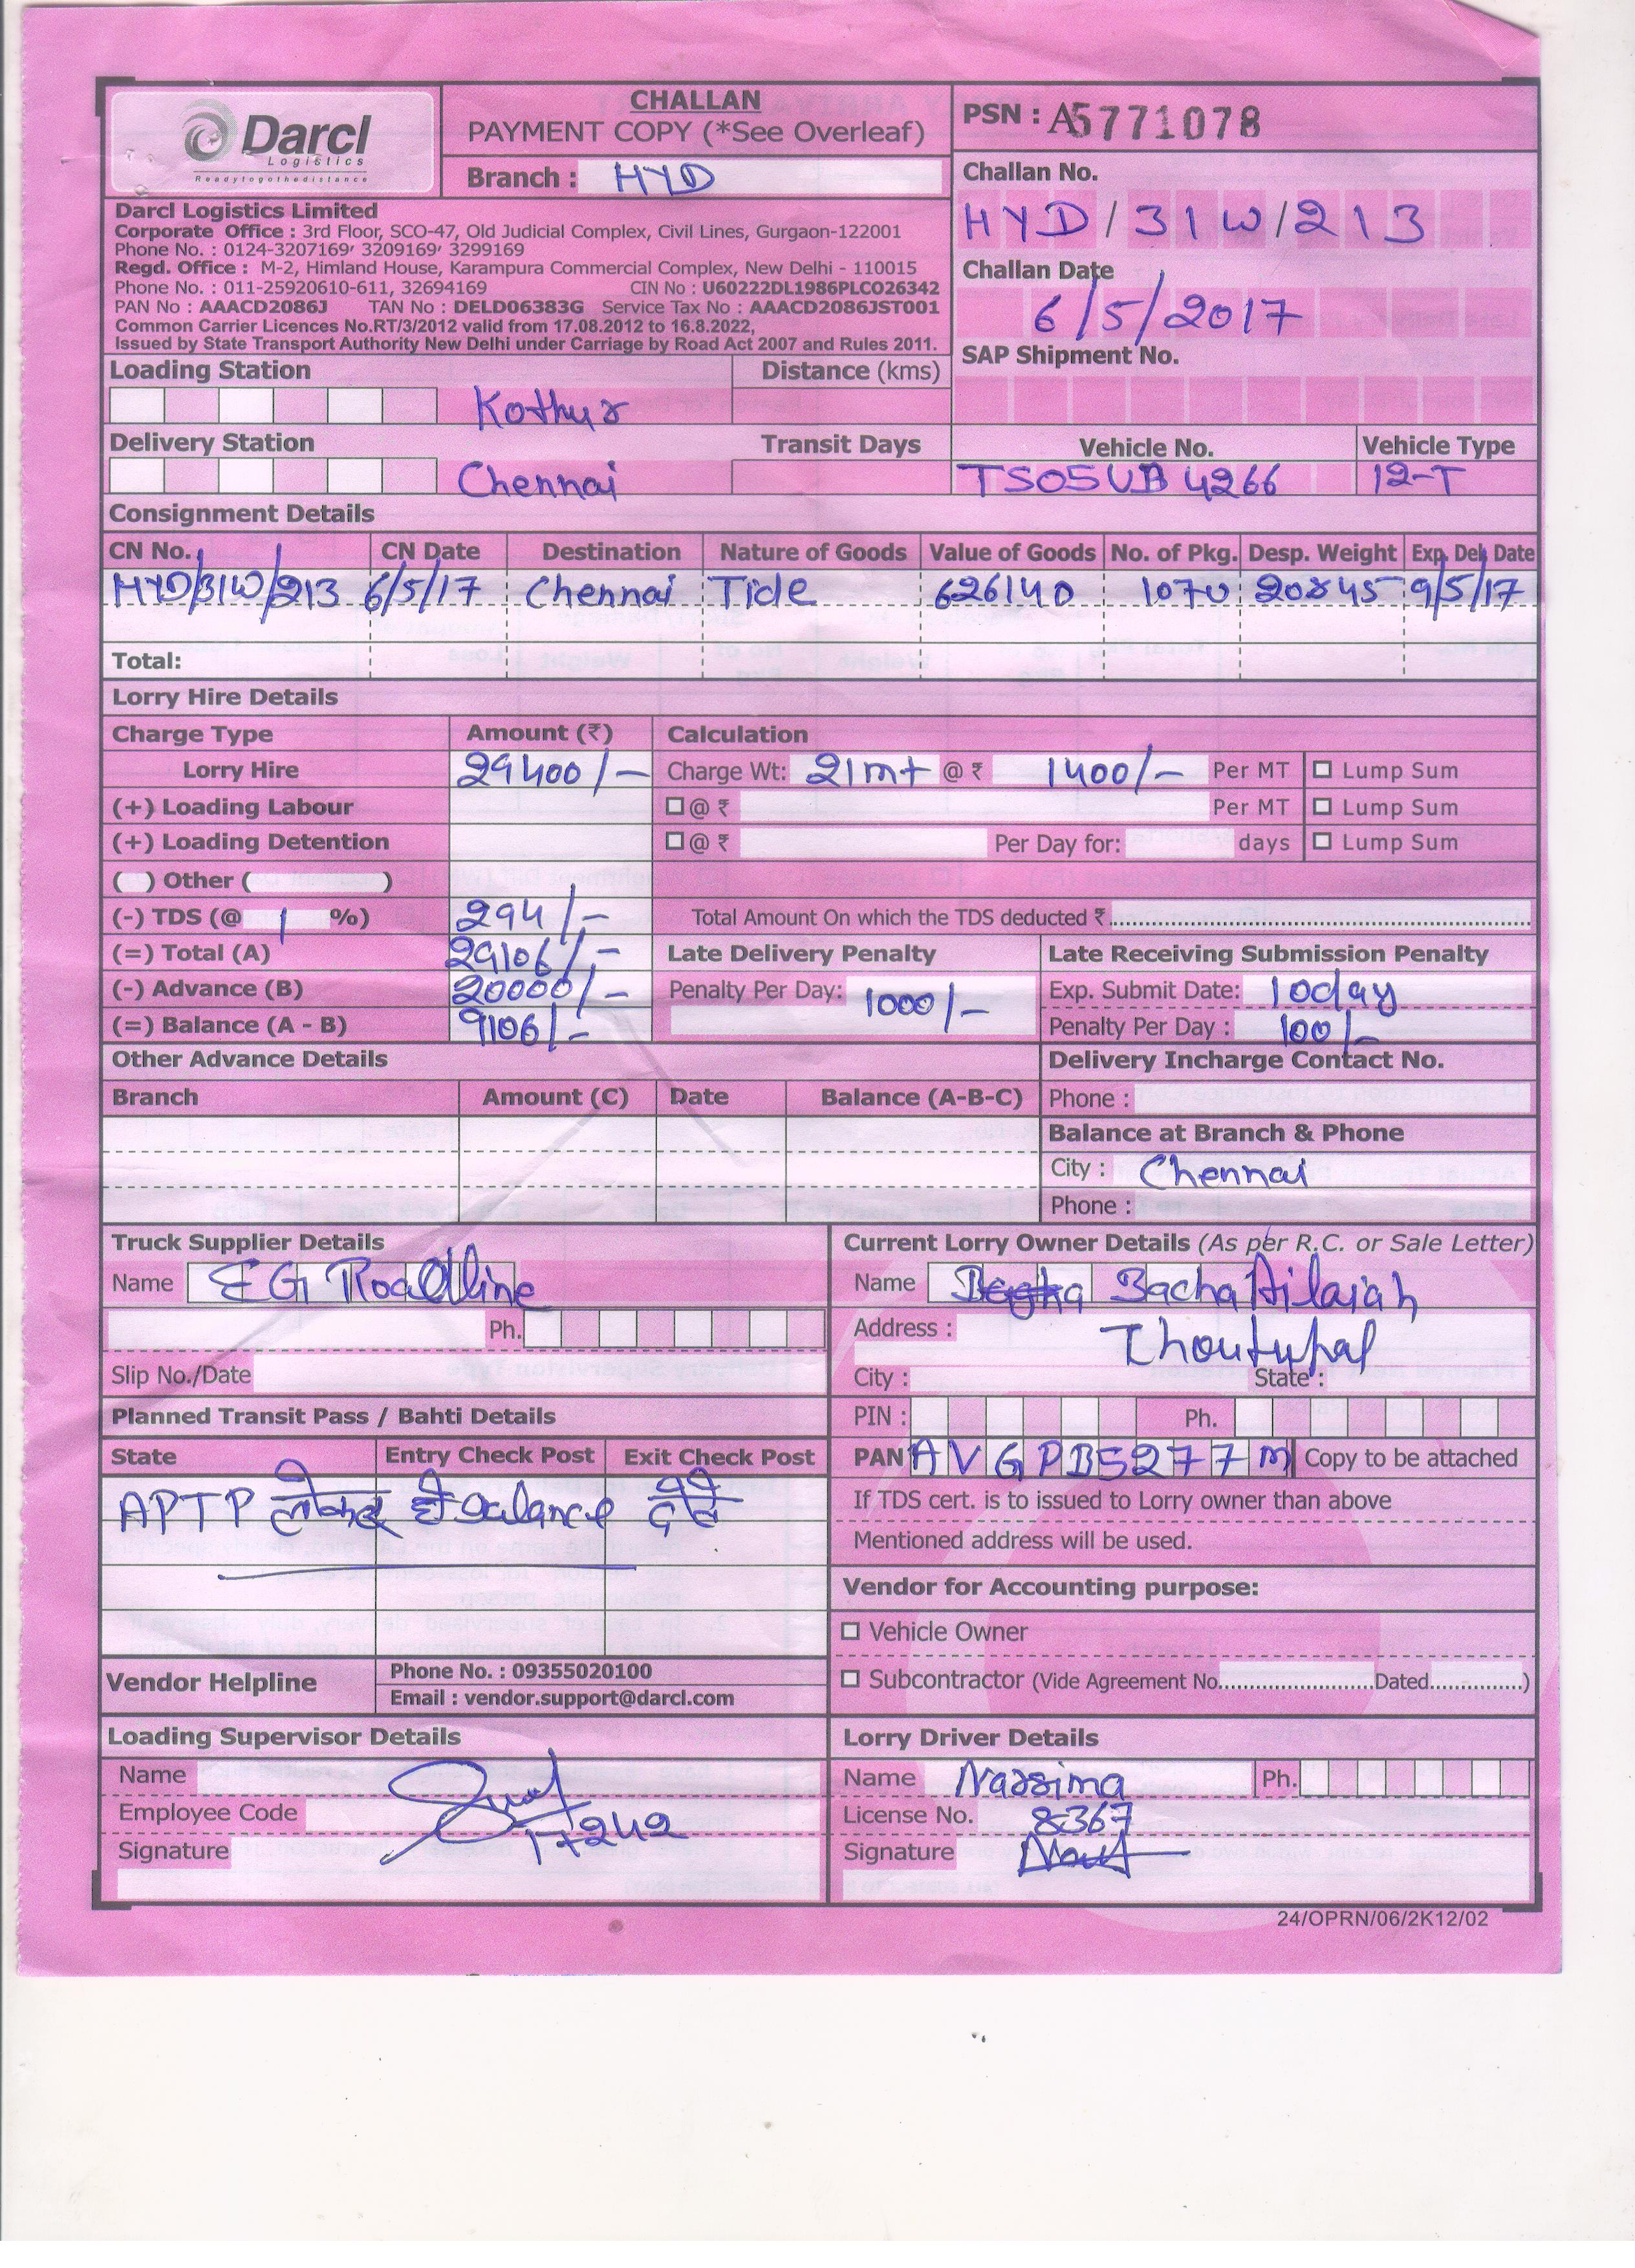 Darcl
Logistics
Readytogothedistance
CHALLAN
PAYMENT COPY (*See Overleaf)
Branch : HYD
PSN : A5771078
Challan No.
HYD/31W/213
Challan Date
6/5/2017
SAP Shipment No.
Darcl Logistics Limited
Corporate Office : 3rd Floor, SCO-47, Old Judicial Complex, Civil Lines, Gurgaon-122001
Phone No. : 0124-3207169, 3209169, 3299169
Regd. Office : M-2, Himland House, Karampura Commercial Complex, New Delhi - 110015
Phone No. : 011-25920610-611, 32694169 CIN No : U60222DL1986PLC026342
PAN No : AAACD2086J TAN No : DELD06383G Service Tax No : AAACD2086JST001
Common Carrier Licences No.RT/3/2012 valid from 17.08.2012 to 16.8.2022,
Issued by State Transport Authority New Delhi under Carriage by Road Act 2007 and Rules 2011.
Loading Station Distance (kms)
Kothur
Delivery Station Transit Days Vehicle No. Vehicle Type
Chennai TS05UB 4266 12-T
Consignment Details
CN No. CN Date Destination Nature of Goods Value of Goods No. of Pkg. Desp. Weight Exp. Del. Date
HYD/31W/213 6/5/17 Chennai Tide 626140 1070 20845 9/5/17
Total:
Lorry Hire Details
Charge Type Amount (₹) Calculation
Lorry Hire 29400/- Charge Wt: 21mt @ ₹ 1400/- Per MT Lump Sum
(+) Loading Labour @ ₹ Per MT Lump Sum
(+) Loading Detention @ ₹ Per Day for: days Lump Sum
( ) Other ( )
(-) TDS (@ 1 %) 294/- Total Amount On which the TDS deducted ₹
(=) Total (A) 29106/- Late Delivery Penalty Late Receiving Submission Penalty
(-) Advance (B) 20000/- Penalty Per Day: 1000/- Exp. Submit Date: 10day
(=) Balance (A - B) 9106/- Penalty Per Day : 100/-
Other Advance Details Delivery Incharge Contact No.
Branch Amount (C) Date Balance (A-B-C) Phone :
Balance at Branch & Phone
City : Chennai
Phone :
Truck Supplier Details
Name EG Roadline
Ph.
Slip No./Date
Current Lorry Owner Details (As per R.C. or Sale Letter)
Name Bacha Ailaiah
Address : Thoutuphal
City : State :
PIN : Ph.
PAN AVGPB5277M Copy to be attached
If TDS cert. is to issued to Lorry owner than above
Mentioned address will be used.
Planned Transit Pass / Bahti Details
State Entry Check Post Exit Check Post
APTP ही Balance
Vendor for Accounting purpose:
Vehicle Owner
Subcontractor (Vide Agreement No. Dated )
Vendor Helpline
Phone No. : 09355020100
Email : vendor.support@darcl.com
Loading Supervisor Details
Name
Employee Code
17242
Signature
Lorry Driver Details
Name Narsima Ph.
License No. 8367
Signature
24/OPRN/06/2K12/02